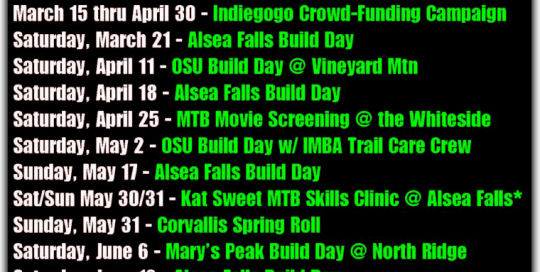 March 15 thru April 30 - Indiegogo Crowd-Funding Campaign
Saturday, March 21 - Alsea Falls Build Day
Saturday, April 11 - OSU Build Day @ Vineyard Mtn
Saturday, April 18 - Alsea Falls Build Day
Saturday, April 25 - MTB Movie Screening @ the Whiteside
Saturday, May 2 - OSU Build Day w/ IMBA Trail Care Crew
Sunday, May 17 - Alsea Falls Build Day
Sat/Sun May 30/31 - Kat Sweet MTB Skills Clinic @ Alsea Falls*
Sunday, May 31 - Corvallis Spring Roll
Saturday, June 6 - Mary's Peak Build Day @ North Ridge